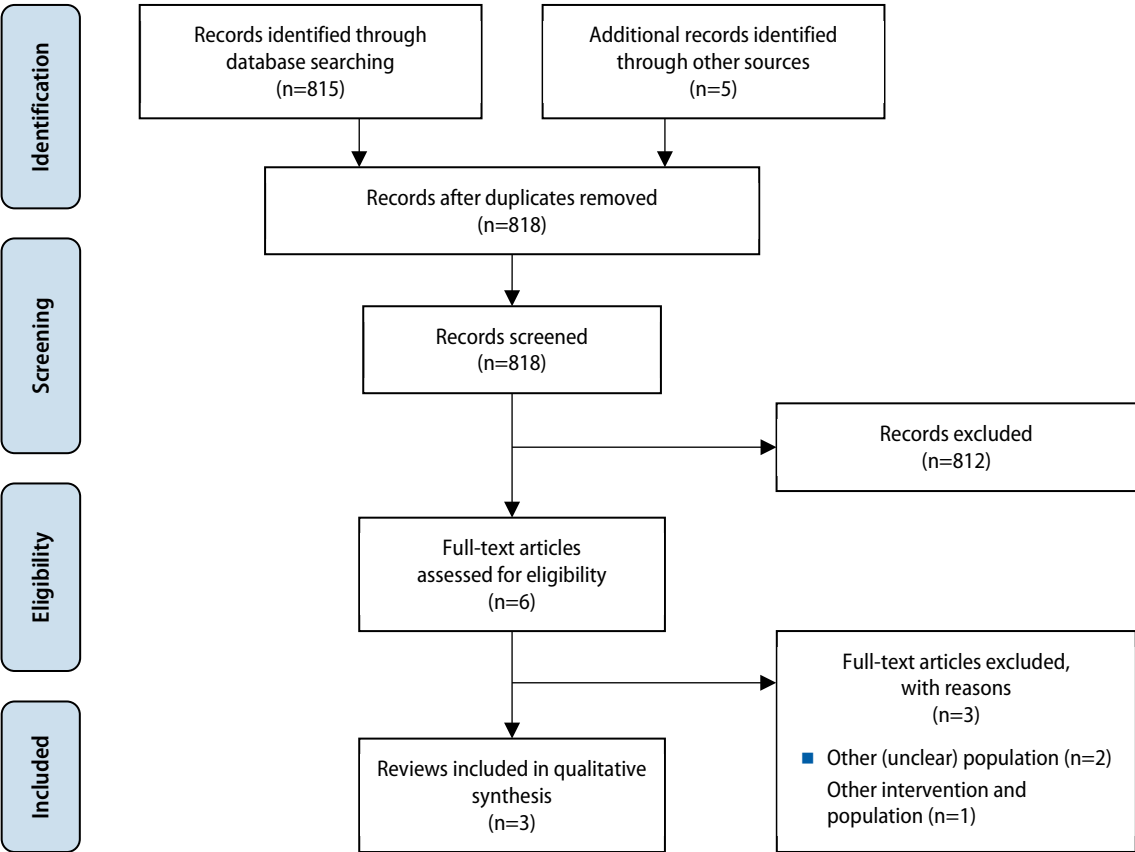 Identification
Records identified through
database searching
(n=815)
Additional records identified
through other sources
(n=5)
Records after duplicates removed
(n=818)
Screening
Records screened
(n=818)
Records excluded
(n=812)
Eligibility
Full-text articles
assessed for eligibility
(n=6)
Full-text articles excluded,
with reasons
(n=3)
■ Other (unclear) population (n=2)
Other intervention and
population (n=1)
Included
Reviews included in qualitative
synthesis
(n=3)